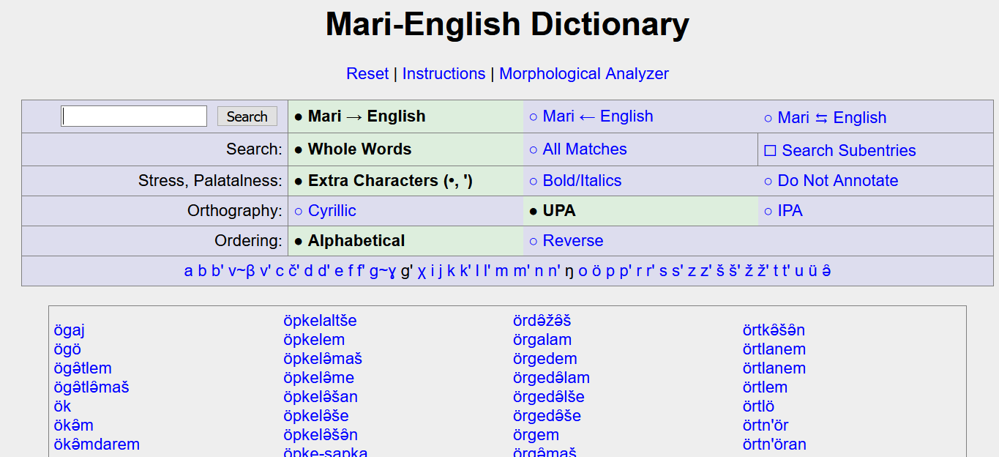 Mari-English Dictionary
Reset | Instructions | Morphological Analyzer
Search ● Mari → English ○ Mari ← English ○ Mari ⇆ English
Search: ● Whole Words ○ All Matches ☐ Search Subentries
Stress, Palatalness: ● Extra Characters (•, ') ○ Bold/Italics ○ Do Not Annotate
Orthography: ○ Cyrillic ● UPA ○ IPA
Ordering: ● Alphabetical ○ Reverse
a b b' v~β v' c č' d d' e f f' g~ɣ g' χ i j k k' l l' m m' n n' ŋ o ö p p' r r' s s' z z' š š' ž ž' t t' u ü ə̑
ögaj
ögö
ögə̑tlem
ögə̑tlə̑maš
ök
ökə̑m
ökə̑mdarem
öpkelaltše
öpkelem
öpkelə̑maš
öpkelə̑me
öpkelə̑šan
öpkelə̑še
öpkelə̑šə̑n
öpke-sapka
ördə̑žə̑š
örgalam
örgedem
örgedə̑lam
örgedə̑lše
örgedə̑še
örgem
örgə̑maš
örtkə̑šə̑n
örtlanem
örtlanem
örtlem
örtlö
örtn'ör
örtn'öran